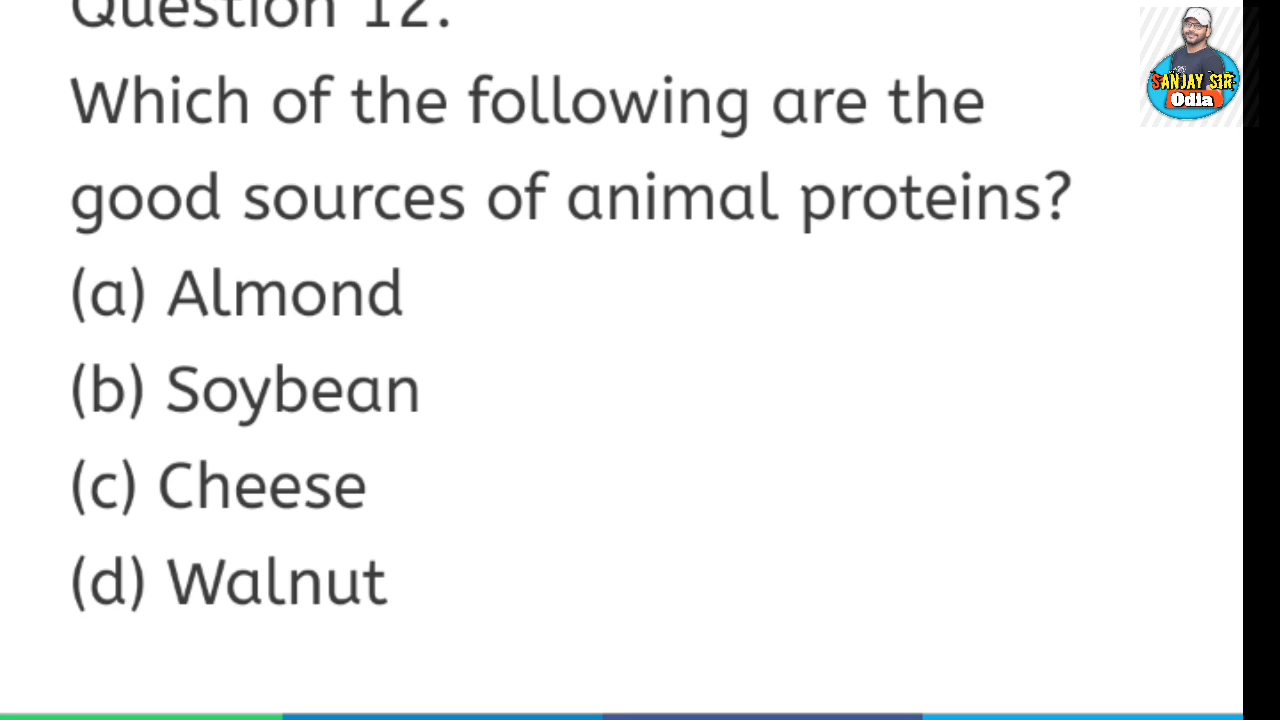 Question 12.
Which of the following are the
good sources of animal proteins?
(a) Almond
(b) Soybean
(c) Cheese
(d) Walnut
SANJAY SIR
Odia